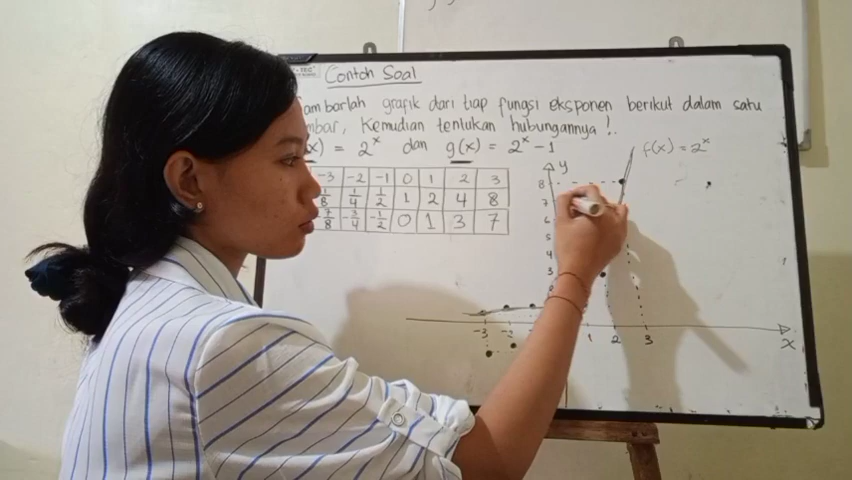 Contoh Soal
ambarlah grafik dari tiap fungsi eksponen berikut dalam satu
mbar, Kemudian tentukan hubungannya!
(x) = 2^x dan g(x) = 2^x - 1
-3 -2 -1 0 1 2 3
1/8 1/4 1/2 1 2 4 8
7/8 -3/4 -1/2 0 1 3 7
y
f(x) = 2^x
8
7
6
5
4
3
-3 -2 1 2 3
x